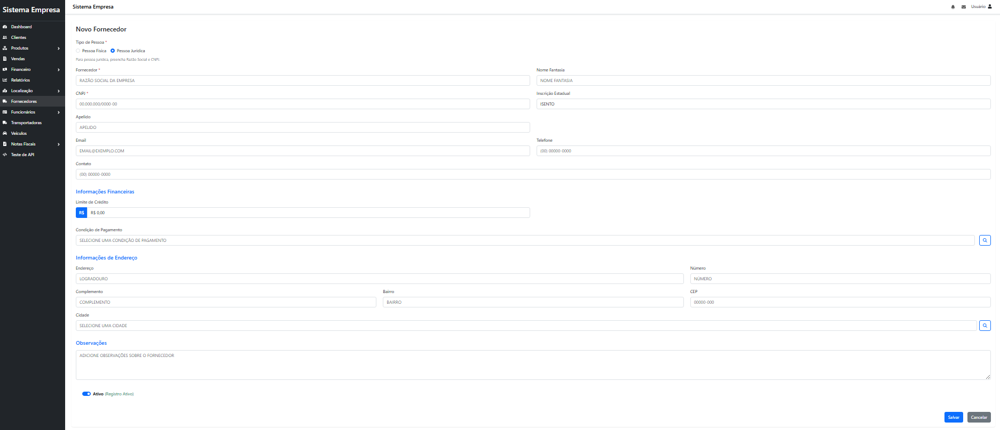 Sistema Empresa
Dashboard
Clientes
Produtos
Vendas
Financeiro
Relatórios
Localização
Fornecedores
Funcionários
Transportadoras
Veículos
Notas Fiscais
Teste de API
Sistema Empresa
Usuário
Novo Fornecedor
Tipo de Pessoa *
Pessoa Física Pessoa Jurídica
Para pessoa jurídica, preencha Razão Social e CNPJ.
Fornecedor * Nome Fantasia
RAZÃO SOCIAL DA EMPRESA NOME FANTASIA
CNPJ * Inscrição Estadual
00.000.000/0000-00 ISENTO
Apelido
APELIDO
Email Telefone
EMAIL@EXEMPLO.COM (00) 00000-0000
Contato
(00) 00000-0000
Informações Financeiras
Limite de Crédito
R$ R$ 0,00
Condição de Pagamento
SELECIONE UMA CONDIÇÃO DE PAGAMENTO
Informações de Endereço
Endereço Número
LOGRADOURO NÚMERO
Complemento Bairro CEP
COMPLEMENTO BAIRRO 00000-000
Cidade
SELECIONE UMA CIDADE
Observações
ADICIONE OBSERVAÇÕES SOBRE O FORNECEDOR
Ativo (Registro Ativo)
Salvar Cancelar